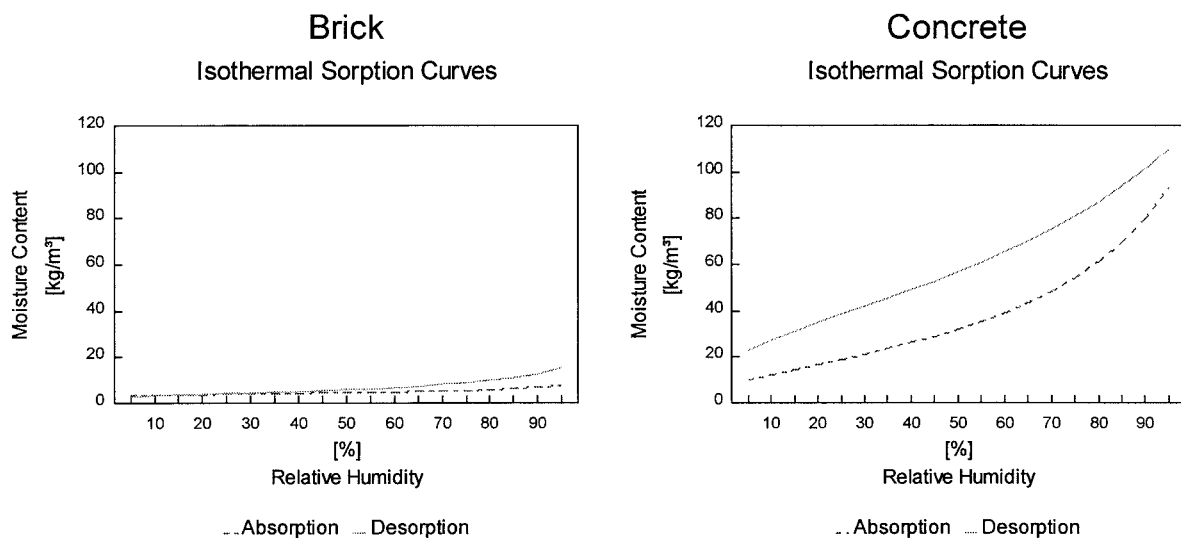 Brick
Isothermal Sorption Curves
Moisture Content
[kg/m³]
120
100
80
60
40
20
0
10 20 30 40 50 60 70 80 90
[%]
Relative Humidity
Absorption Desorption
Concrete
Isothermal Sorption Curves
Moisture Content
[kg/m³]
120
100
80
60
40
20
0
10 20 30 40 50 60 70 80 90
[%]
Relative Humidity
Absorption Desorption